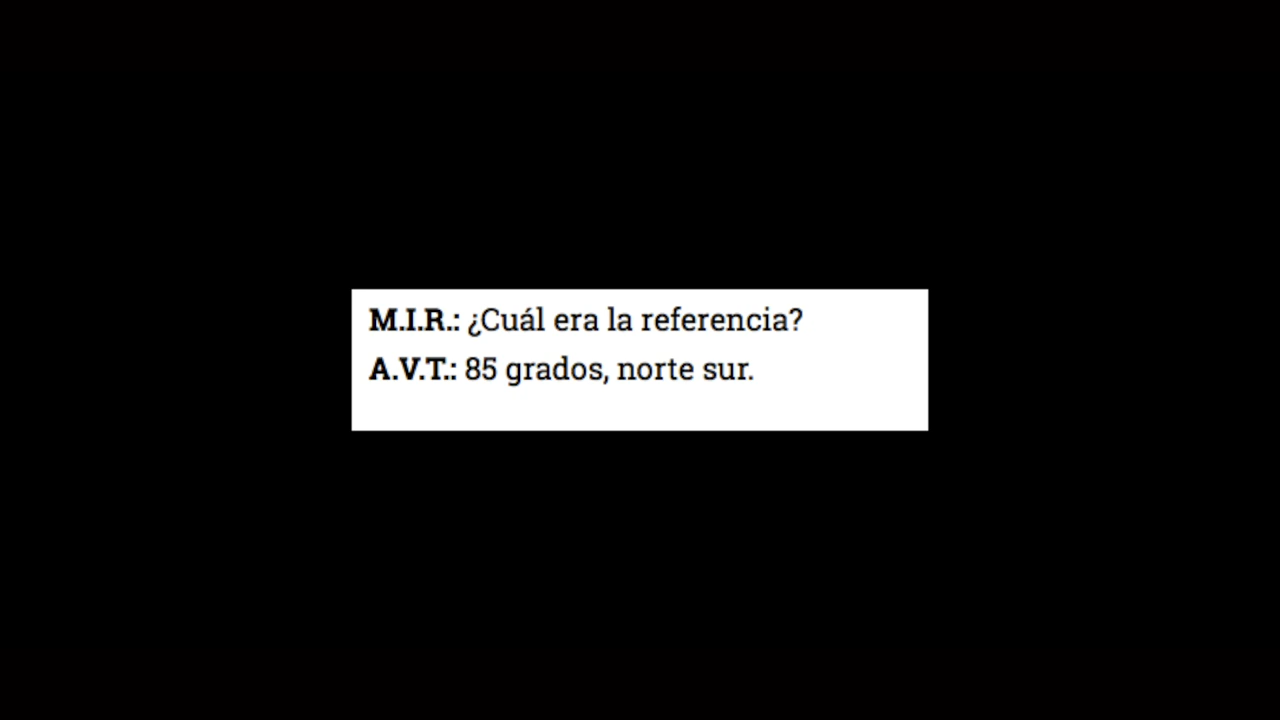 M.I.R.: ¿Cuál era la referencia?
A.V.T.: 85 grados, norte sur.